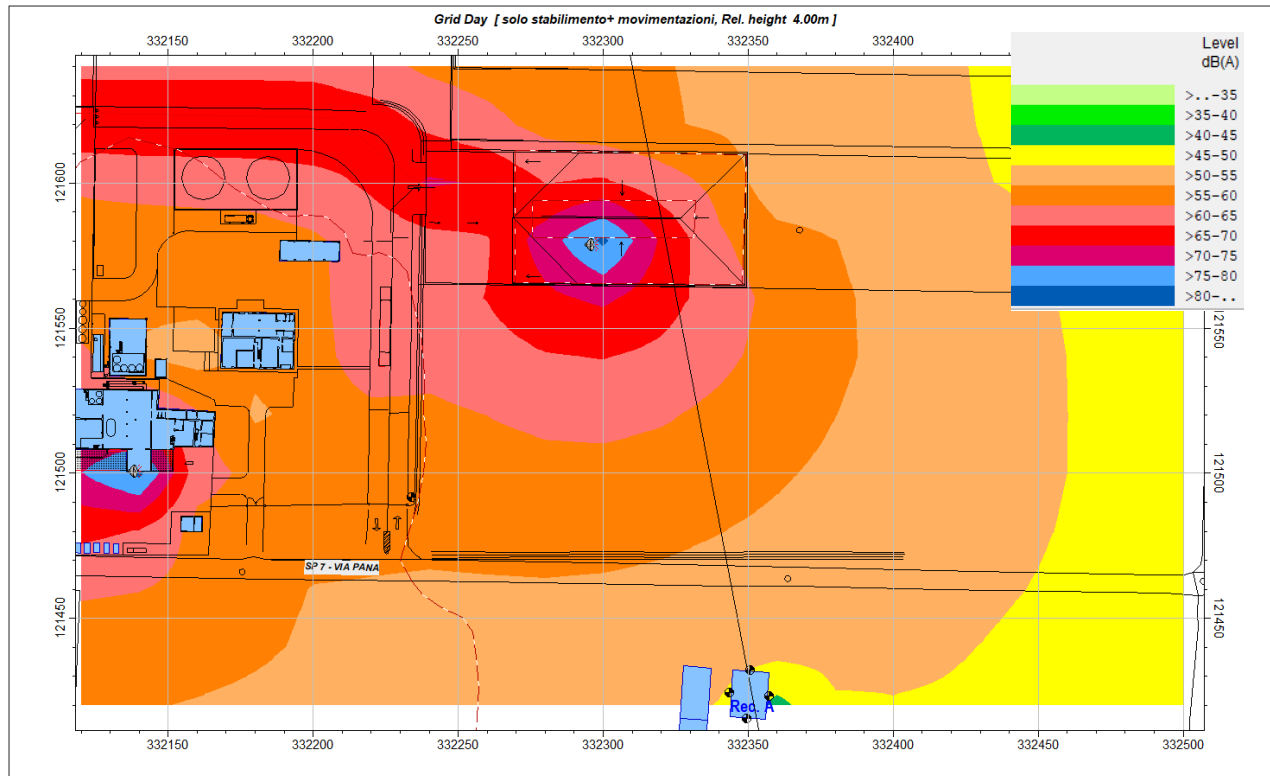 Grid Day [ solo stabilimento+ movimentazioni, Rel. height 4.00m ]
332150 332200 332250 332300 332350 332400
Level
dB(A)
>..-35
>35-40
>40-45
>45-50
>50-55
>55-60
>60-65
>65-70
>70-75
>75-80
>80-..
121600
121550 121550
121500 121500
121450 121450
SP 7 - VIA PANA
Rec. A
332150 332200 332250 332300 332350 332400 332450 332500